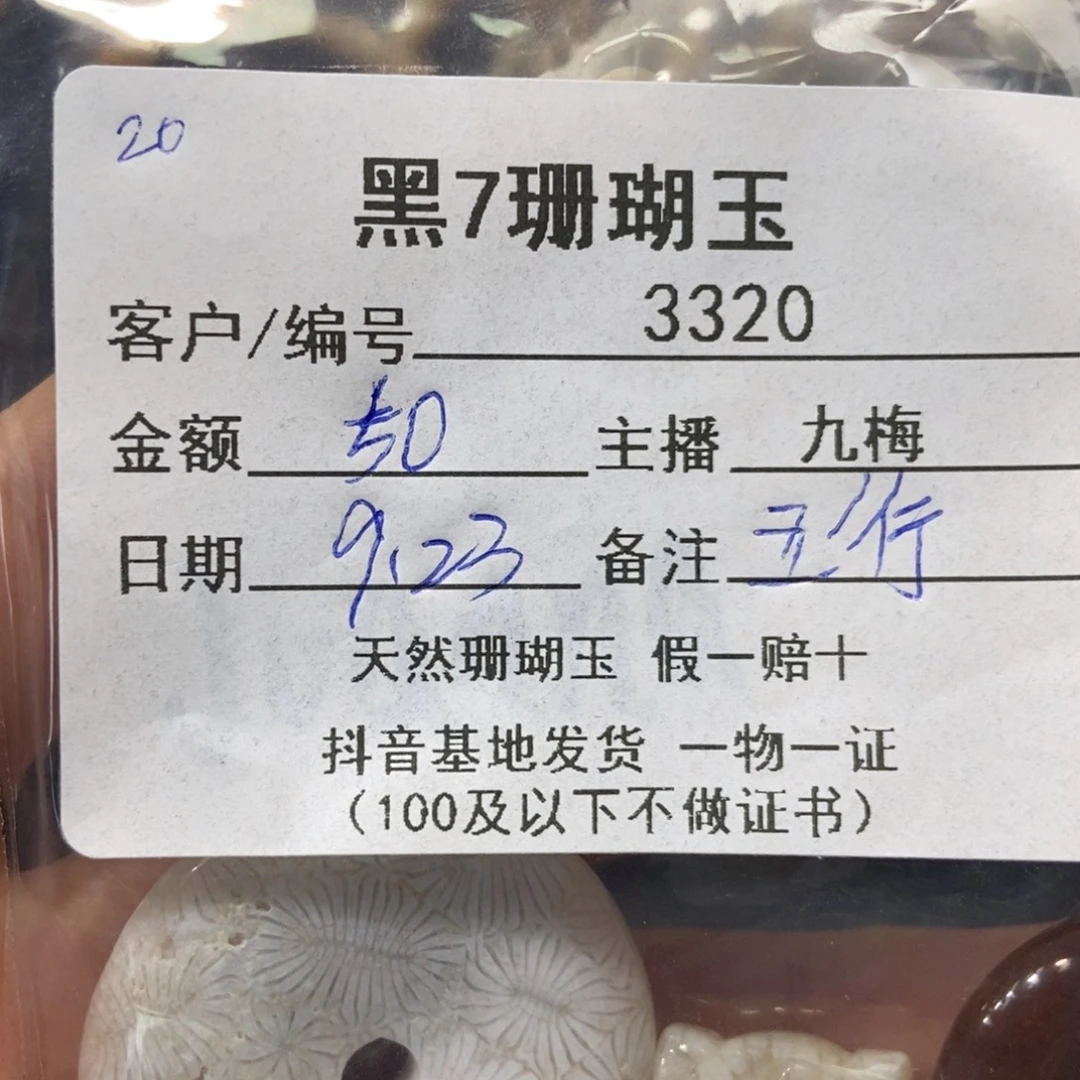 20
黑7珊瑚玉
客户/编号 3320
金额 50 主播 九梅
日期 9.23 备注 五行
天然珊瑚玉 假一赔十
抖音基地发货 一物一证
(100及以下不做证书)